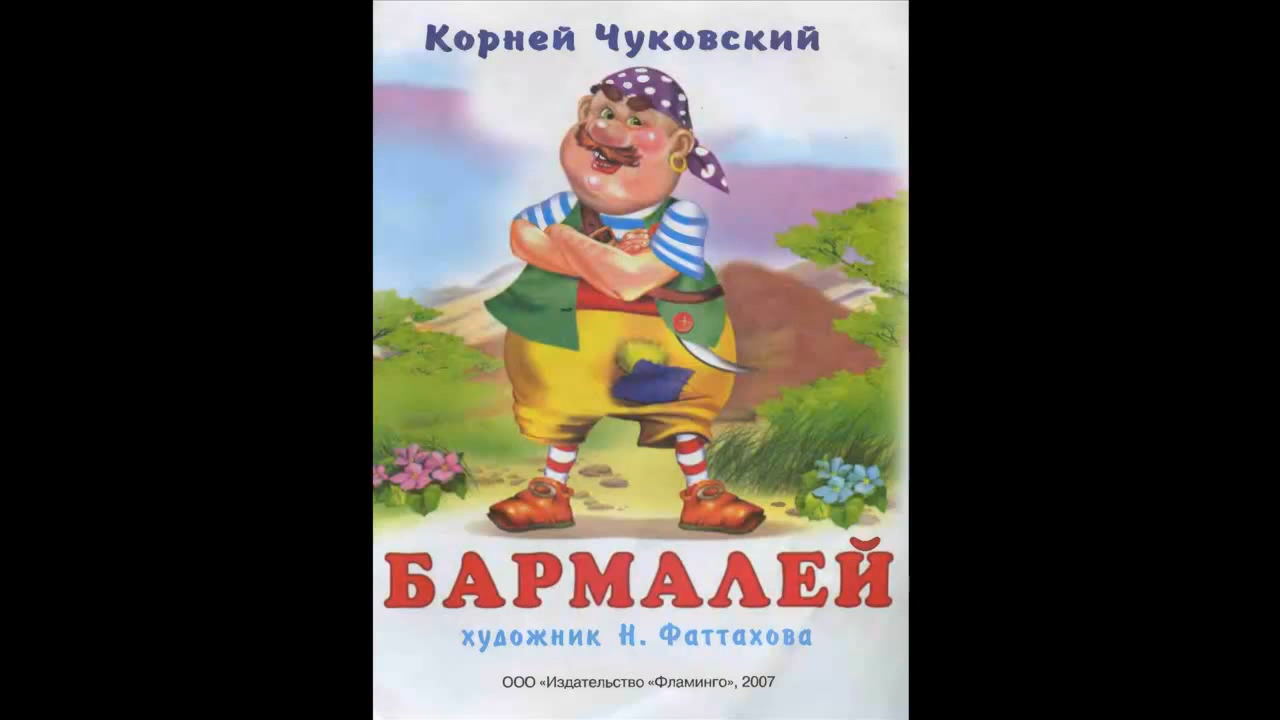 Корней Чуковский
БАРМАЛЕЙ
художник Н. Фаттахова
ООО «Издательство «Фламинго», 2007